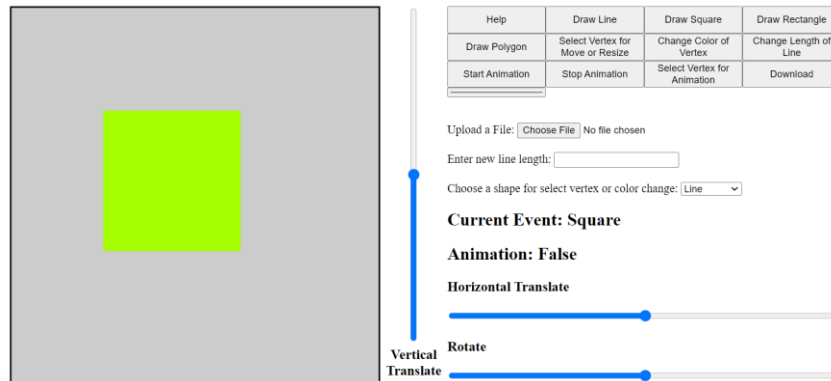 Help
Draw Line
Draw Square
Draw Rectangle
Draw Polygon
Select Vertex for
Move or Resize
Change Color of
Vertex
Change Length of
Line
Start Animation
Stop Animation
Select Vertex for
Animation
Download
Upload a File: Choose File No file chosen
Enter new line length:
Choose a shape for select vertex or color change: Line
Current Event: Square
Animation: False
Horizontal Translate
Rotate
Vertical
Translate